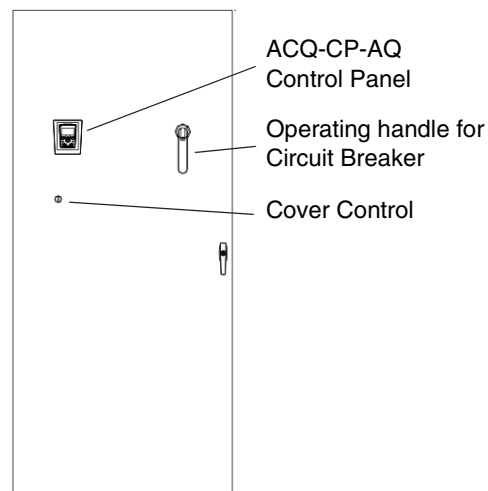 ACQ-CP-AQ
Control Panel
Operating handle for
Circuit Breaker
Cover Control